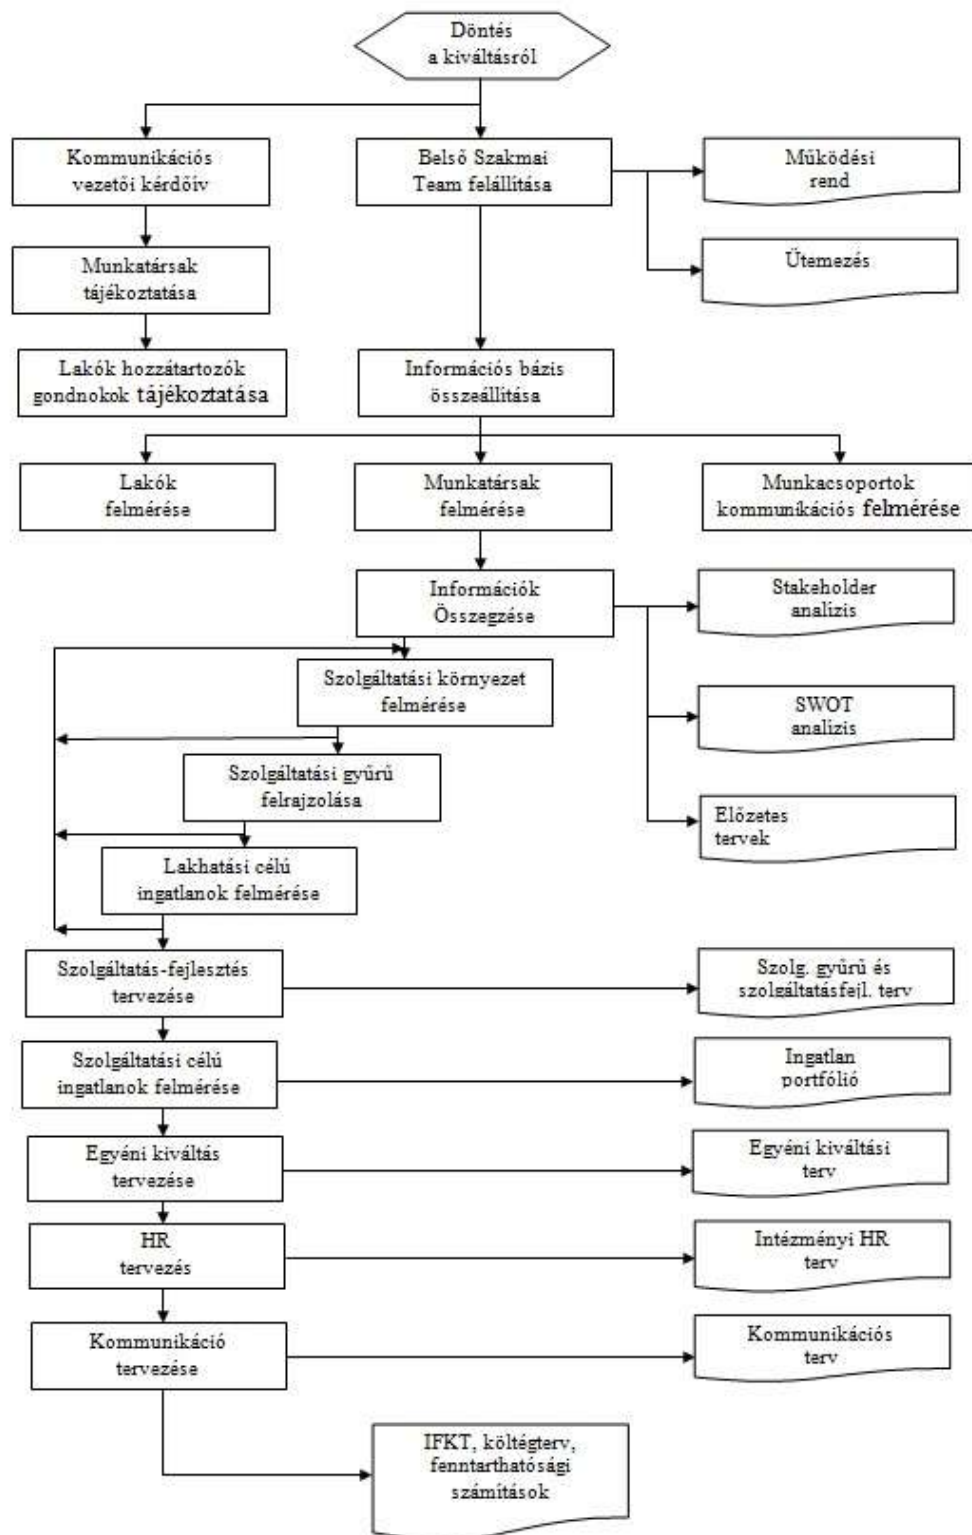 Döntés
a kiváltásról
Kommunikációs
vezetői kérdőív
Belső Szakmai
Team felállítása
Működési
rend
Munkatársak
tájékoztatása
Ütemezés
Lakók hozzátartozók
gondnokok tájékoztatása
Információs bázis
összeállítása
Lakók
felmérése
Munkatársak
felmérése
Munkacsoportok
kommunikációs felmérése
Információk
Összegzése
Stakeholder
analízis
Szolgáltatási környezet
felmérése
SWOT
analízis
Szolgáltatási gyűrű
felrajzolása
Előzetes
tervek
Lakhatási célú
ingatlanok felmérése
Szolgáltatás-fejlesztés
tervezése
Szolg. gyűrű és
szolgáltatásfejl. terv
Szolgáltatási célú
ingatlanok felmérése
Ingatlan
portfólió
Egyéni kiváltás
tervezése
Egyéni kiváltási
terv
HR
tervezés
Intézményi HR
terv
Kommunikáció
tervezése
Kommunikációs
terv
IFKT, költégterv,
fenntarthatósági
számítások